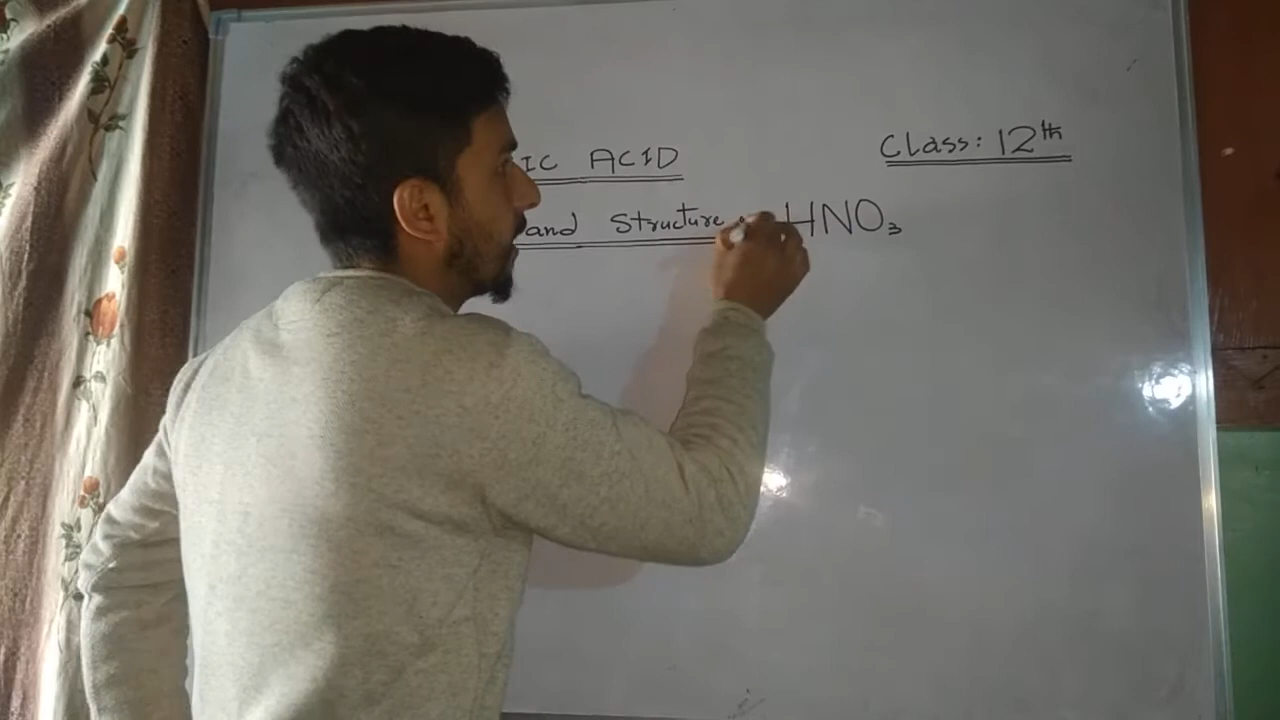 IC ACID
Class: 12th
and Structure : HNO₃